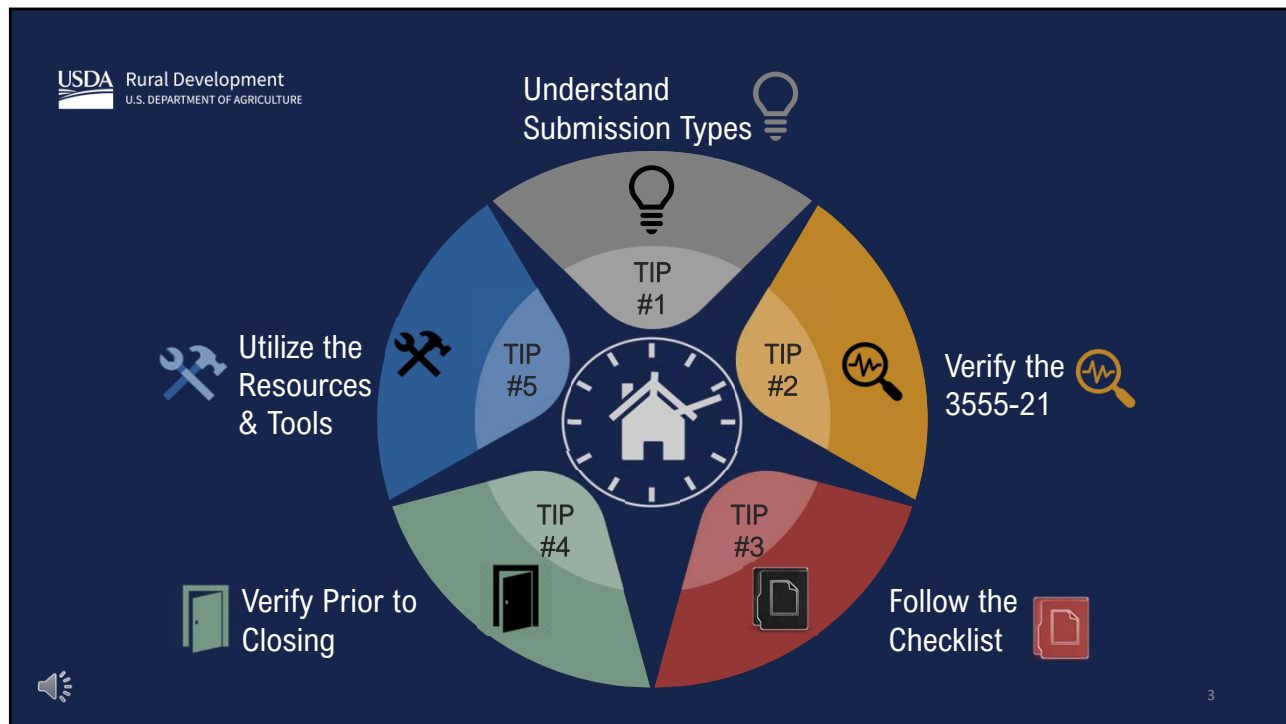 USDA Rural Development
U.S. DEPARTMENT OF AGRICULTURE
Understand
Submission Types
TIP
#1
TIP
#2
Verify the
3555-21
TIP
#3
Follow the
Checklist
TIP
#4
Verify Prior to
Closing
TIP
#5
Utilize the
Resources
& Tools
3